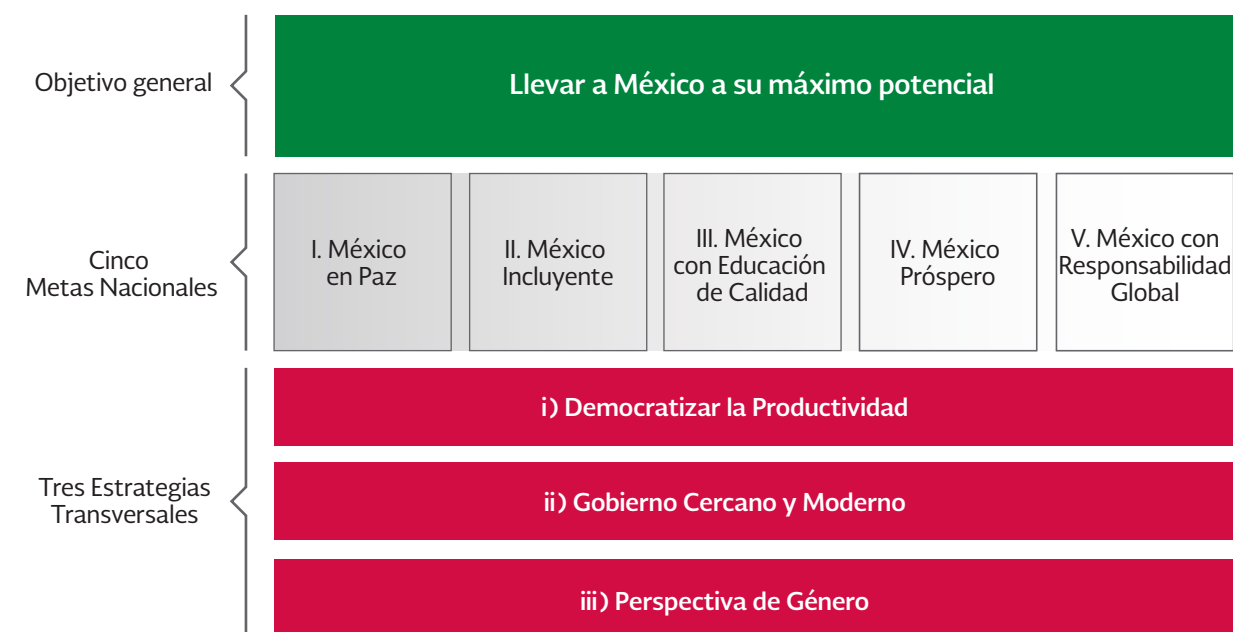 Objetivo general
Llevar a México a su máximo potencial
Cinco
Metas Nacionales
I. México
en Paz
II. México
Incluyente
III. México
con Educación
de Calidad
IV. México
Próspero
V. México con
Responsabilidad
Global
Tres Estrategias
Transversales
i) Democratizar la Productividad
ii) Gobierno Cercano y Moderno
iii) Perspectiva de Género